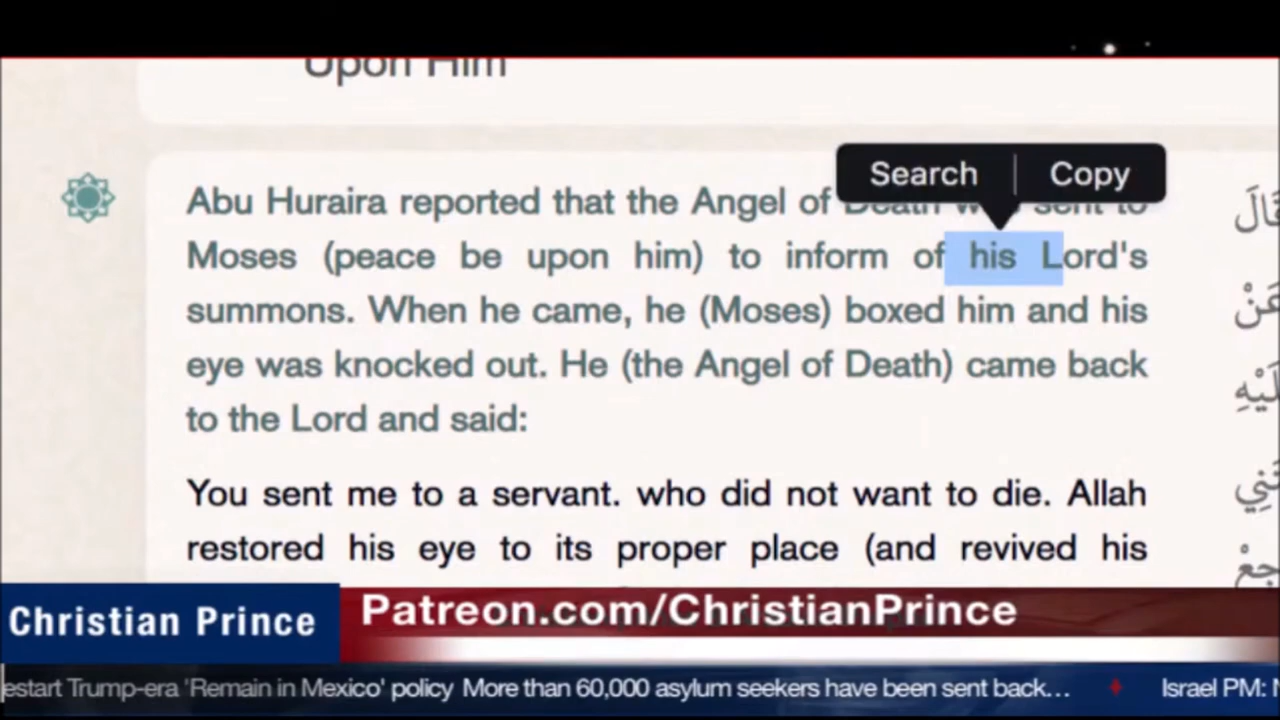 Upon Him
Search
Copy
Abu Huraira reported that the Angel of Death was sent to
Moses (peace be upon him) to inform of his Lord's
summons. When he came, he (Moses) boxed him and his
eye was knocked out. He (the Angel of Death) came back
to the Lord and said:
You sent me to a servant. who did not want to die. Allah
restored his eye to its proper place (and revived his
Christian Prince
Patreon.com/ChristianPrince
estart Trump-era 'Remain in Mexico' policy More than 60,000 asylum seekers have been sent back... Israel PM: